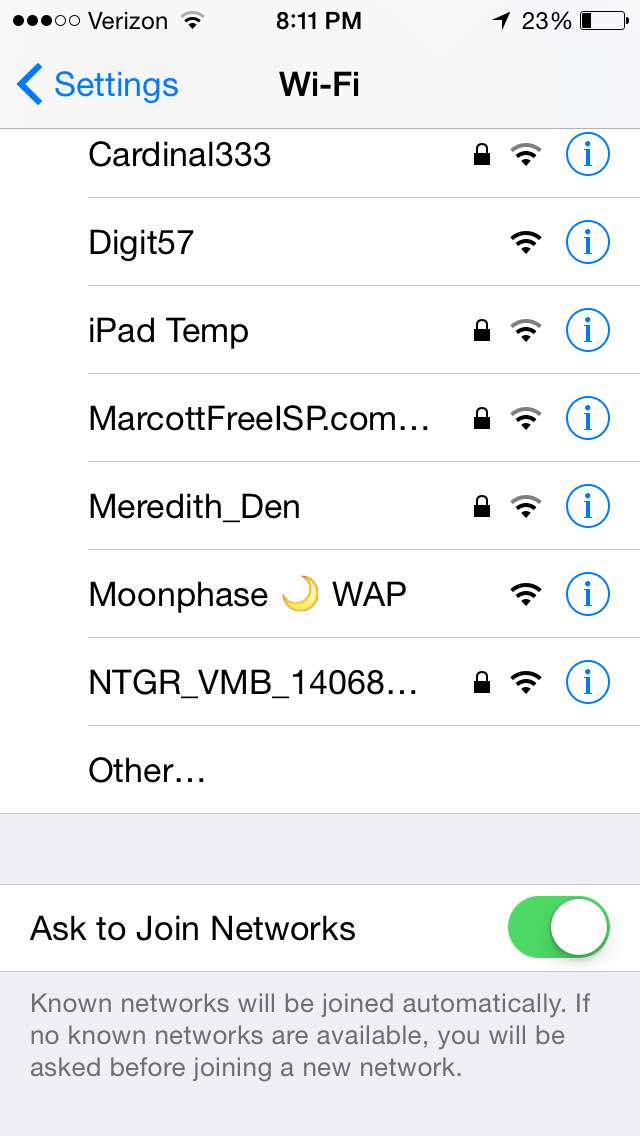 Verizon 8:11 PM 23%
Settings Wi-Fi
Cardinal333
Digit57
iPad Temp
MarcottFreeISP.com...
Meredith_Den
Moonphase 🌙 WAP
NTGR_VMB_14068...
Other...
Ask to Join Networks
Known networks will be joined automatically. If
no known networks are available, you will be
asked before joining a new network.